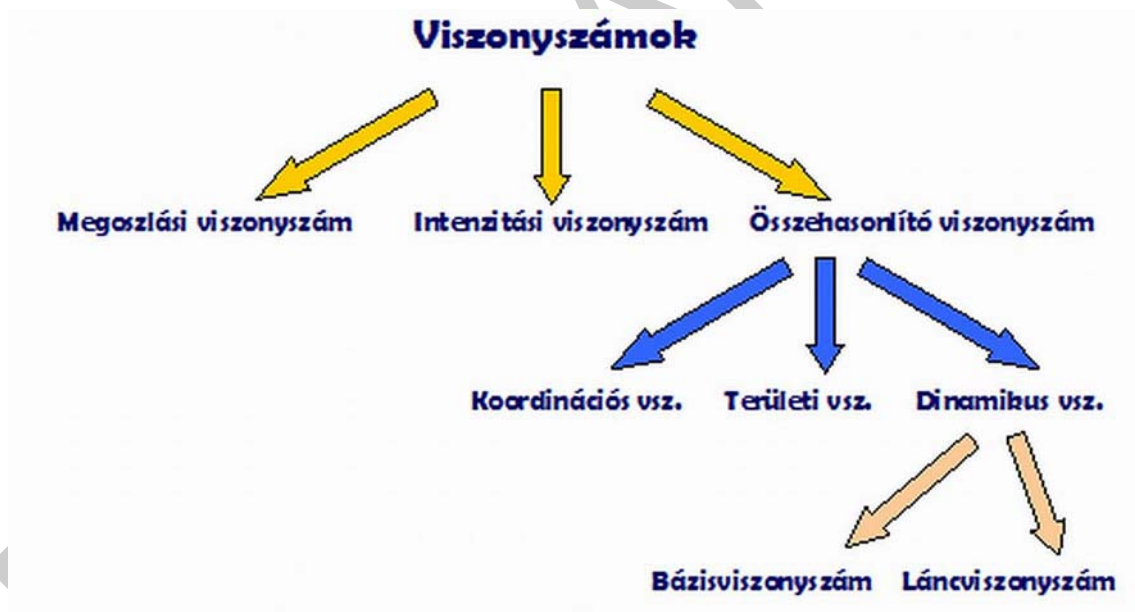 Viszonyszámok
Megoszlási viszonyszám Intenzitási viszonyszám Összehasonlító viszonyszám
Koordinációs vsz. Területi vsz. Dinamikus vsz.
Bázisviszonyszám Láncviszonyszám